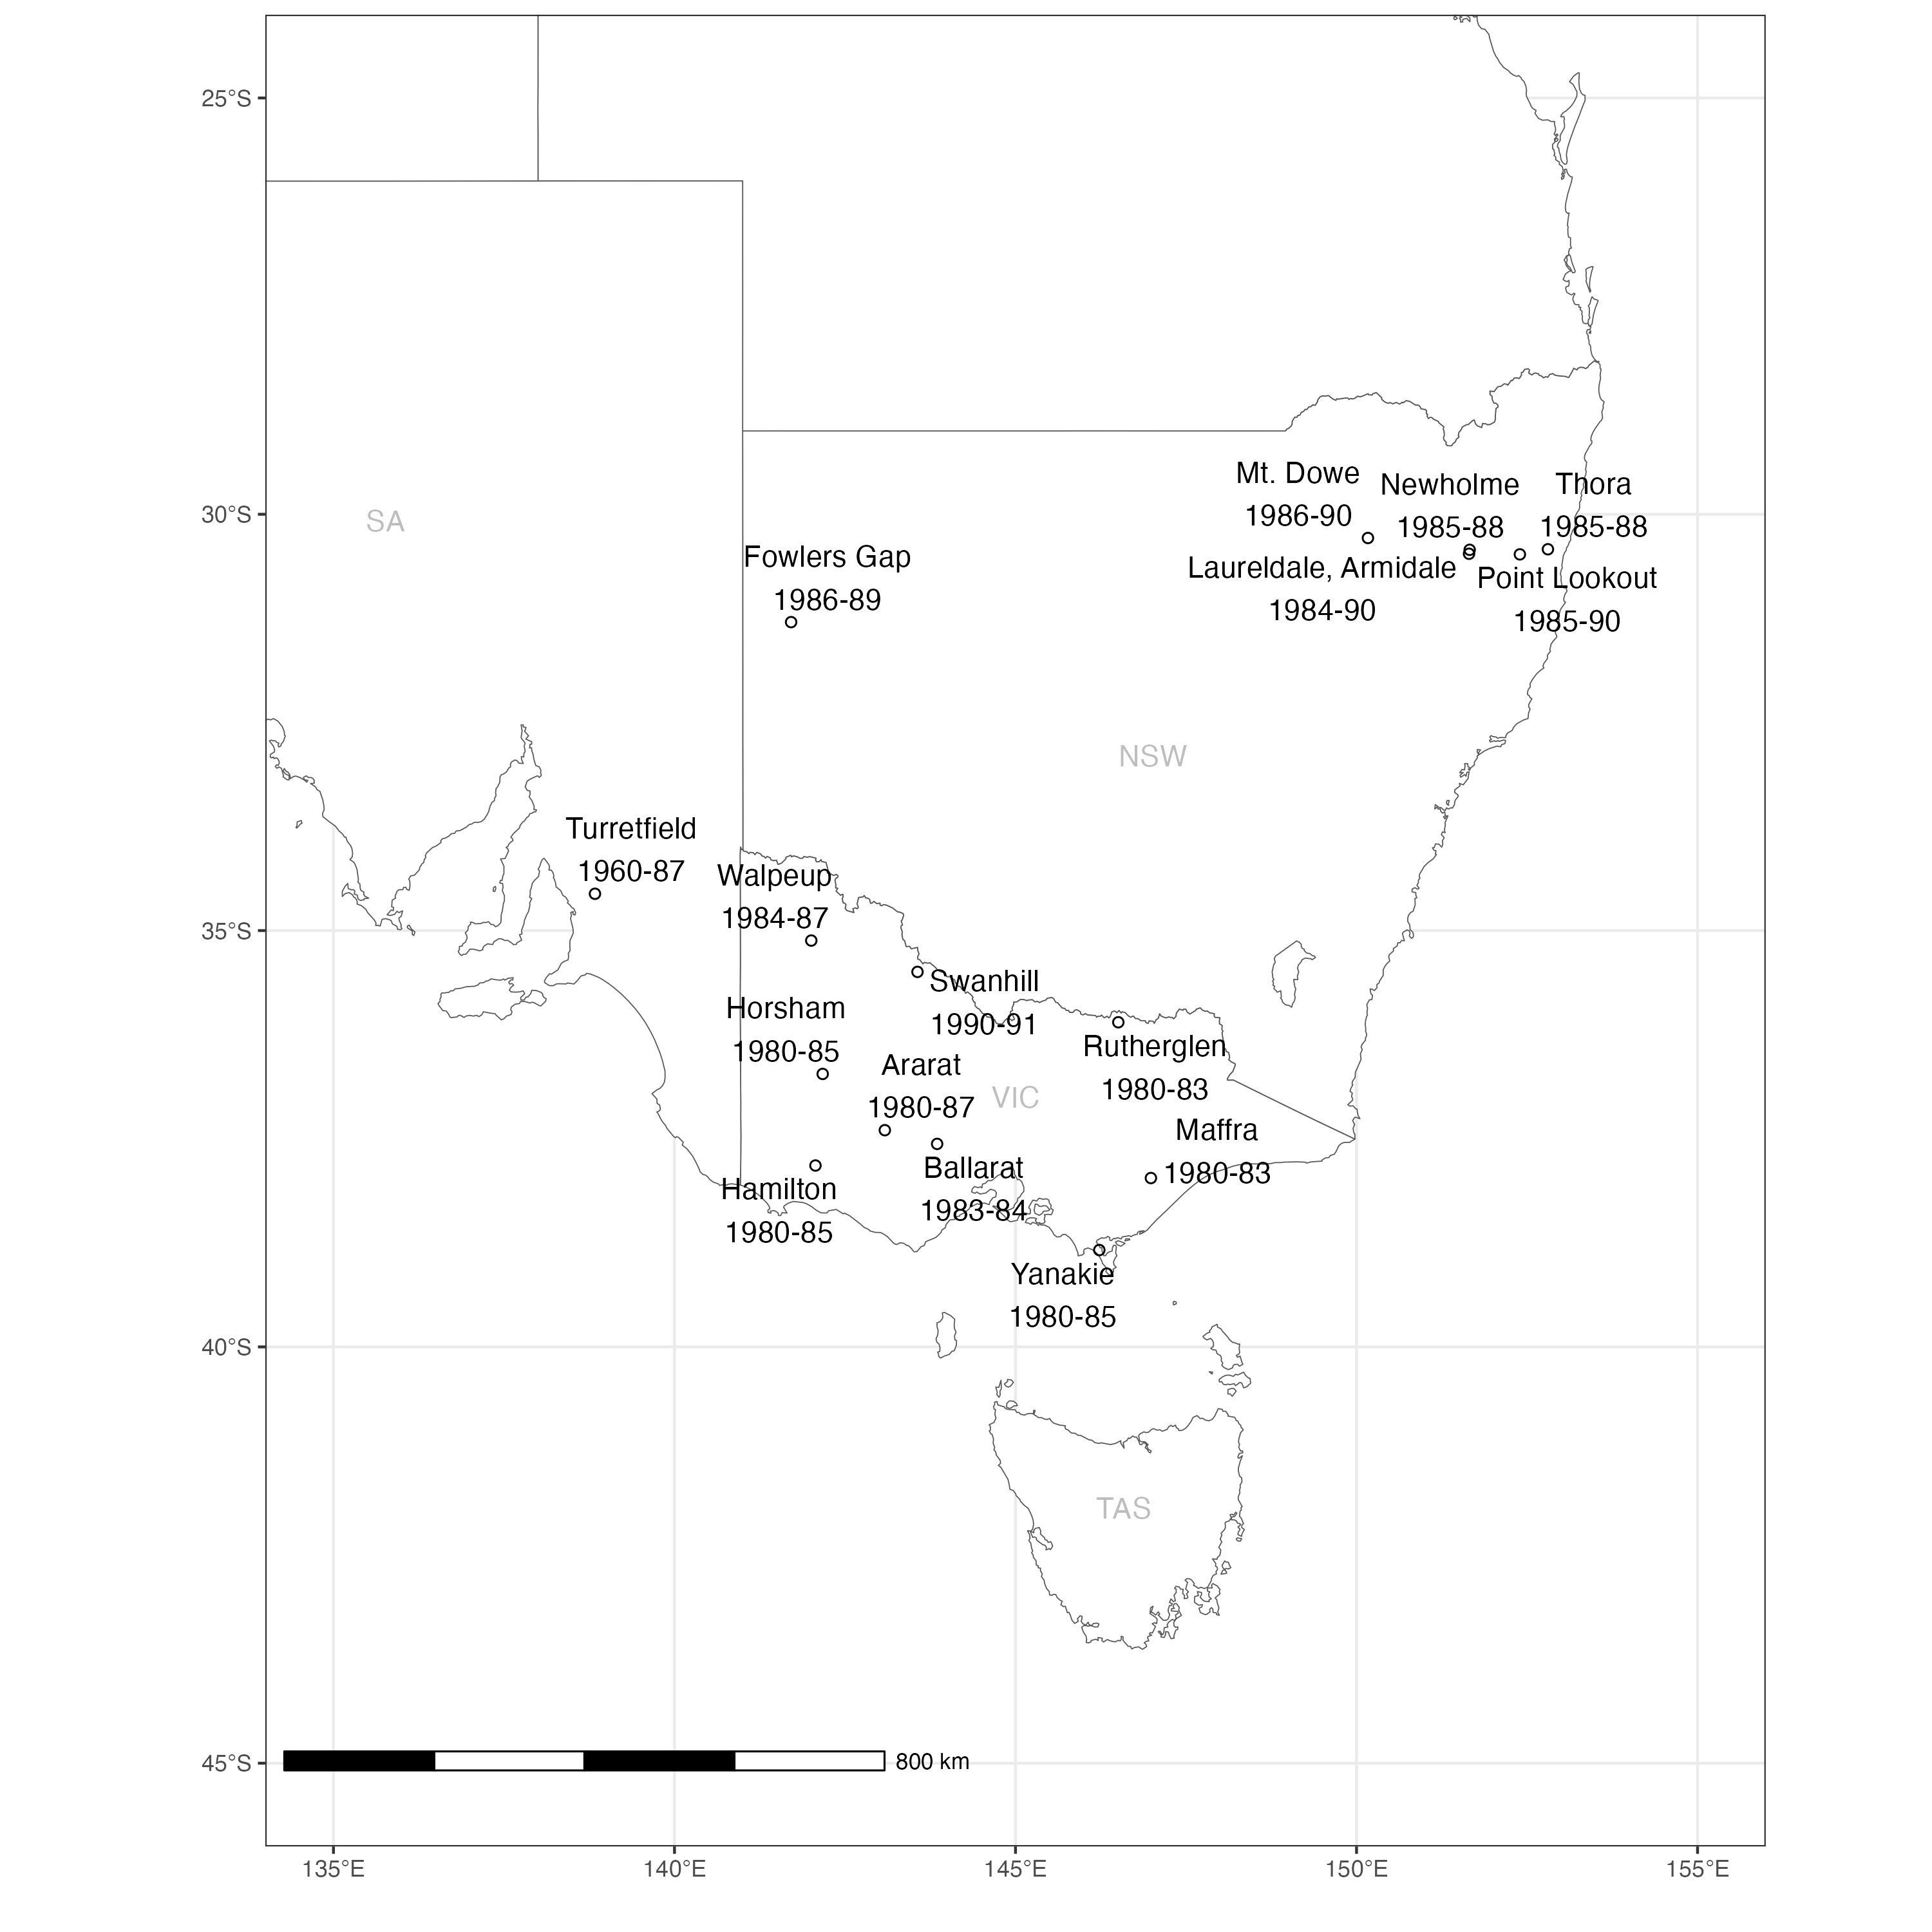 25°S
Mt. Dowe
1986-90
Newholme
1985-88
Thora
1985-88
30°S
SA
Fowlers Gap
1986-89
Laureldale, Armidale
1984-90
Point Lookout
1985-90
NSW
Turretfield
1960-87
Walpeup
1984-87
35°S
Swanhill
1990-91
Horsham
1980-85
Rutherglen
1980-83
Ararat
1980-87
VIC
Maffra
1980-83
Ballarat
1983-84
Hamilton
1980-85
Yanakie
1980-85
40°S
TAS
45°S
800 km
135°E
140°E
145°E
150°E
155°E